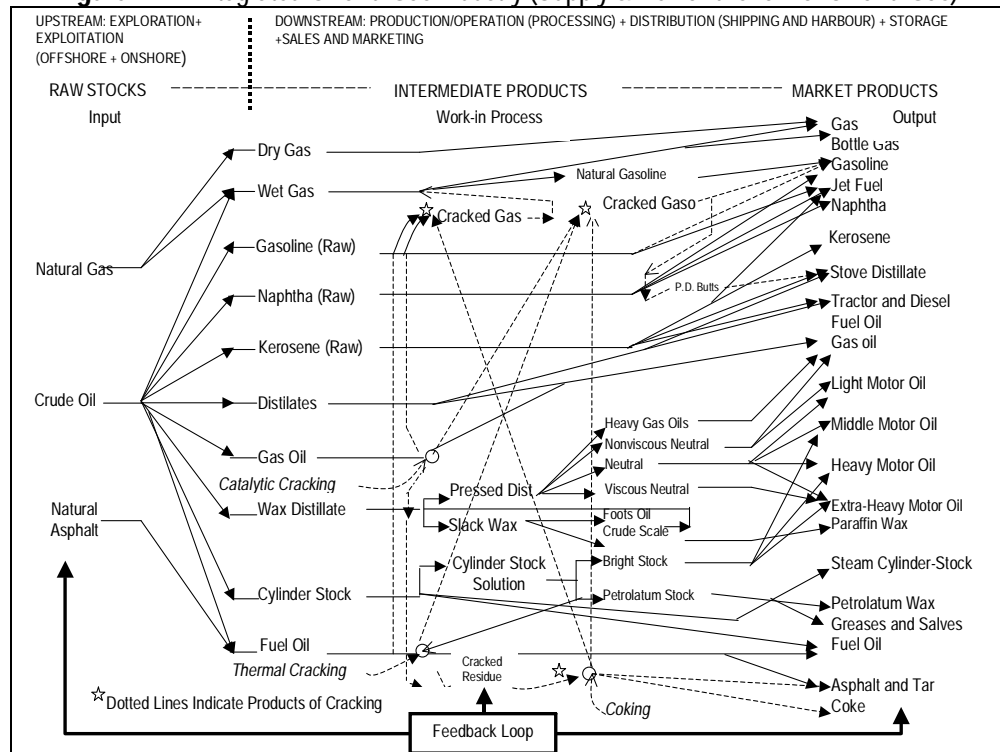 UPSTREAM: EXPLORATION+
EXPLOITATION
(OFFSHORE + ONSHORE)
DOWNSTREAM: PRODUCTION/OPERATION (PROCESSING) + DISTRIBUTION (SHIPPING AND HARBOUR) + STORAGE
+SALES AND MARKETING
RAW STOCKS
INTERMEDIATE PRODUCTS
MARKET PRODUCTS
Input
Work-in Process
Output
Natural Gas
Crude Oil
Natural
Asphalt
Dry Gas
Wet Gas
Gasoline (Raw)
Naphtha (Raw)
Kerosene (Raw)
Distilates
Gas Oil
Catalytic Cracking
Wax Distillate
Cylinder Stock
Fuel Oil
Thermal Cracking
Natural Gasoline
Cracked Gas
Cracked Gaso
P.D. Butts
Heavy Gas Oils
Nonviscous Neutral
Neutral
Viscous Neutral
Pressed Dist
Slack Wax
Foots Oil
Crude Scale
Cylinder Stock
Solution
Bright Stock
Petrolatum Stock
Cracked
Residue
Coking
Gas
Bottle Gas
Gasoline
Jet Fuel
Naphtha
Kerosene
Stove Distillate
Tractor and Diesel
Fuel Oil
Gas oil
Light Motor Oil
Middle Motor Oil
Heavy Motor Oil
Extra-Heavy Motor Oil
Paraffin Wax
Steam Cylinder-Stock
Petrolatum Wax
Greases and Salves
Fuel Oil
Asphalt and Tar
Coke
Dotted Lines Indicate Products of Cracking
Feedback Loop